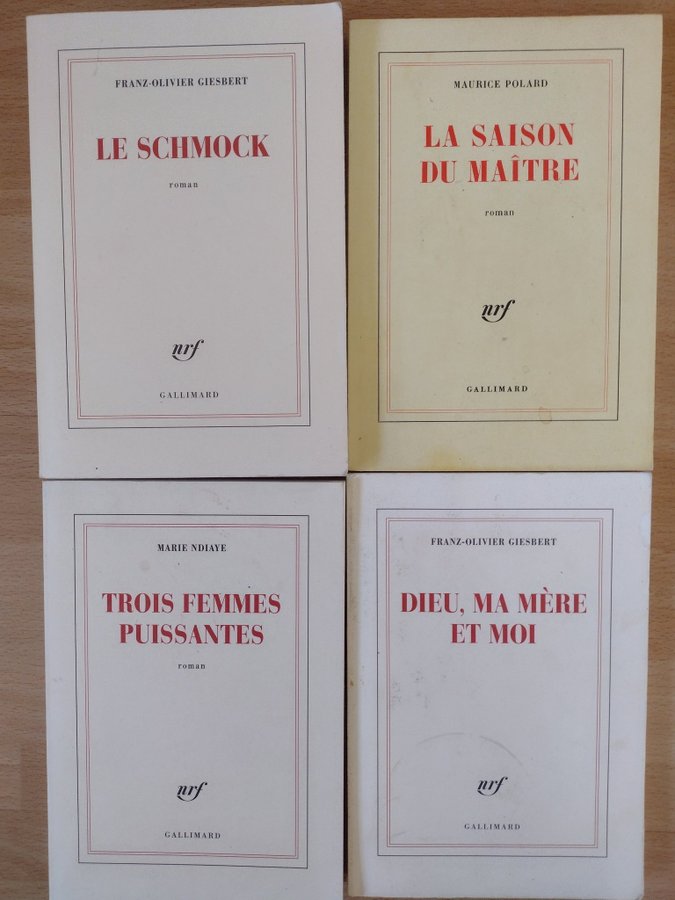 FRANZ-OLIVIER GIESBERT
LE SCHMOCK
roman
nrf
GALLIMARD
MAURICE POLARD
LA SAISON
DU MAÎTRE
roman
nrf
GALLIMARD
MARIE NDIAYE
TROIS FEMMES
PUISSANTES
roman
nrf
GALLIMARD
FRANZ-OLIVIER GIESBERT
DIEU, MA MÈRE
ET MOI
nrf
GALLIMARD